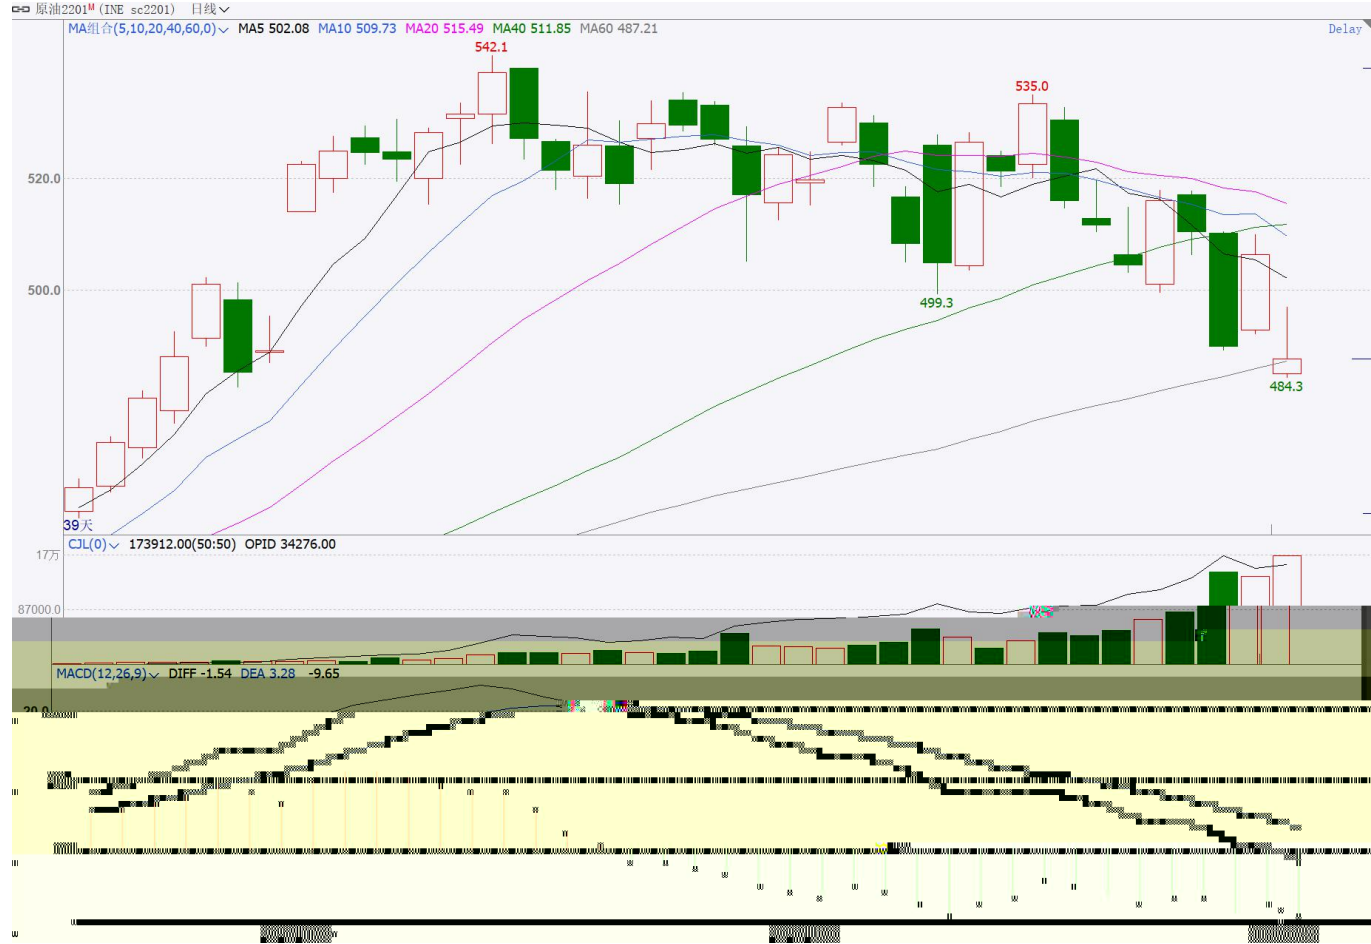 原油2201M (INE sc2201) 日线
MA组合(5,10,20,40,60,0) MA5 502.08 MA10 509.73 MA20 515.49 MA40 511.85 MA60 487.21
Delay
542.1
535.0
520.0
500.0
499.3
484.3
39天
CJL(0) 173912.00(50:50) OPID 34276.00
17万
87000.0
MACD(12,26,9) DIFF -1.54 DEA 3.28 -9.65
20.0